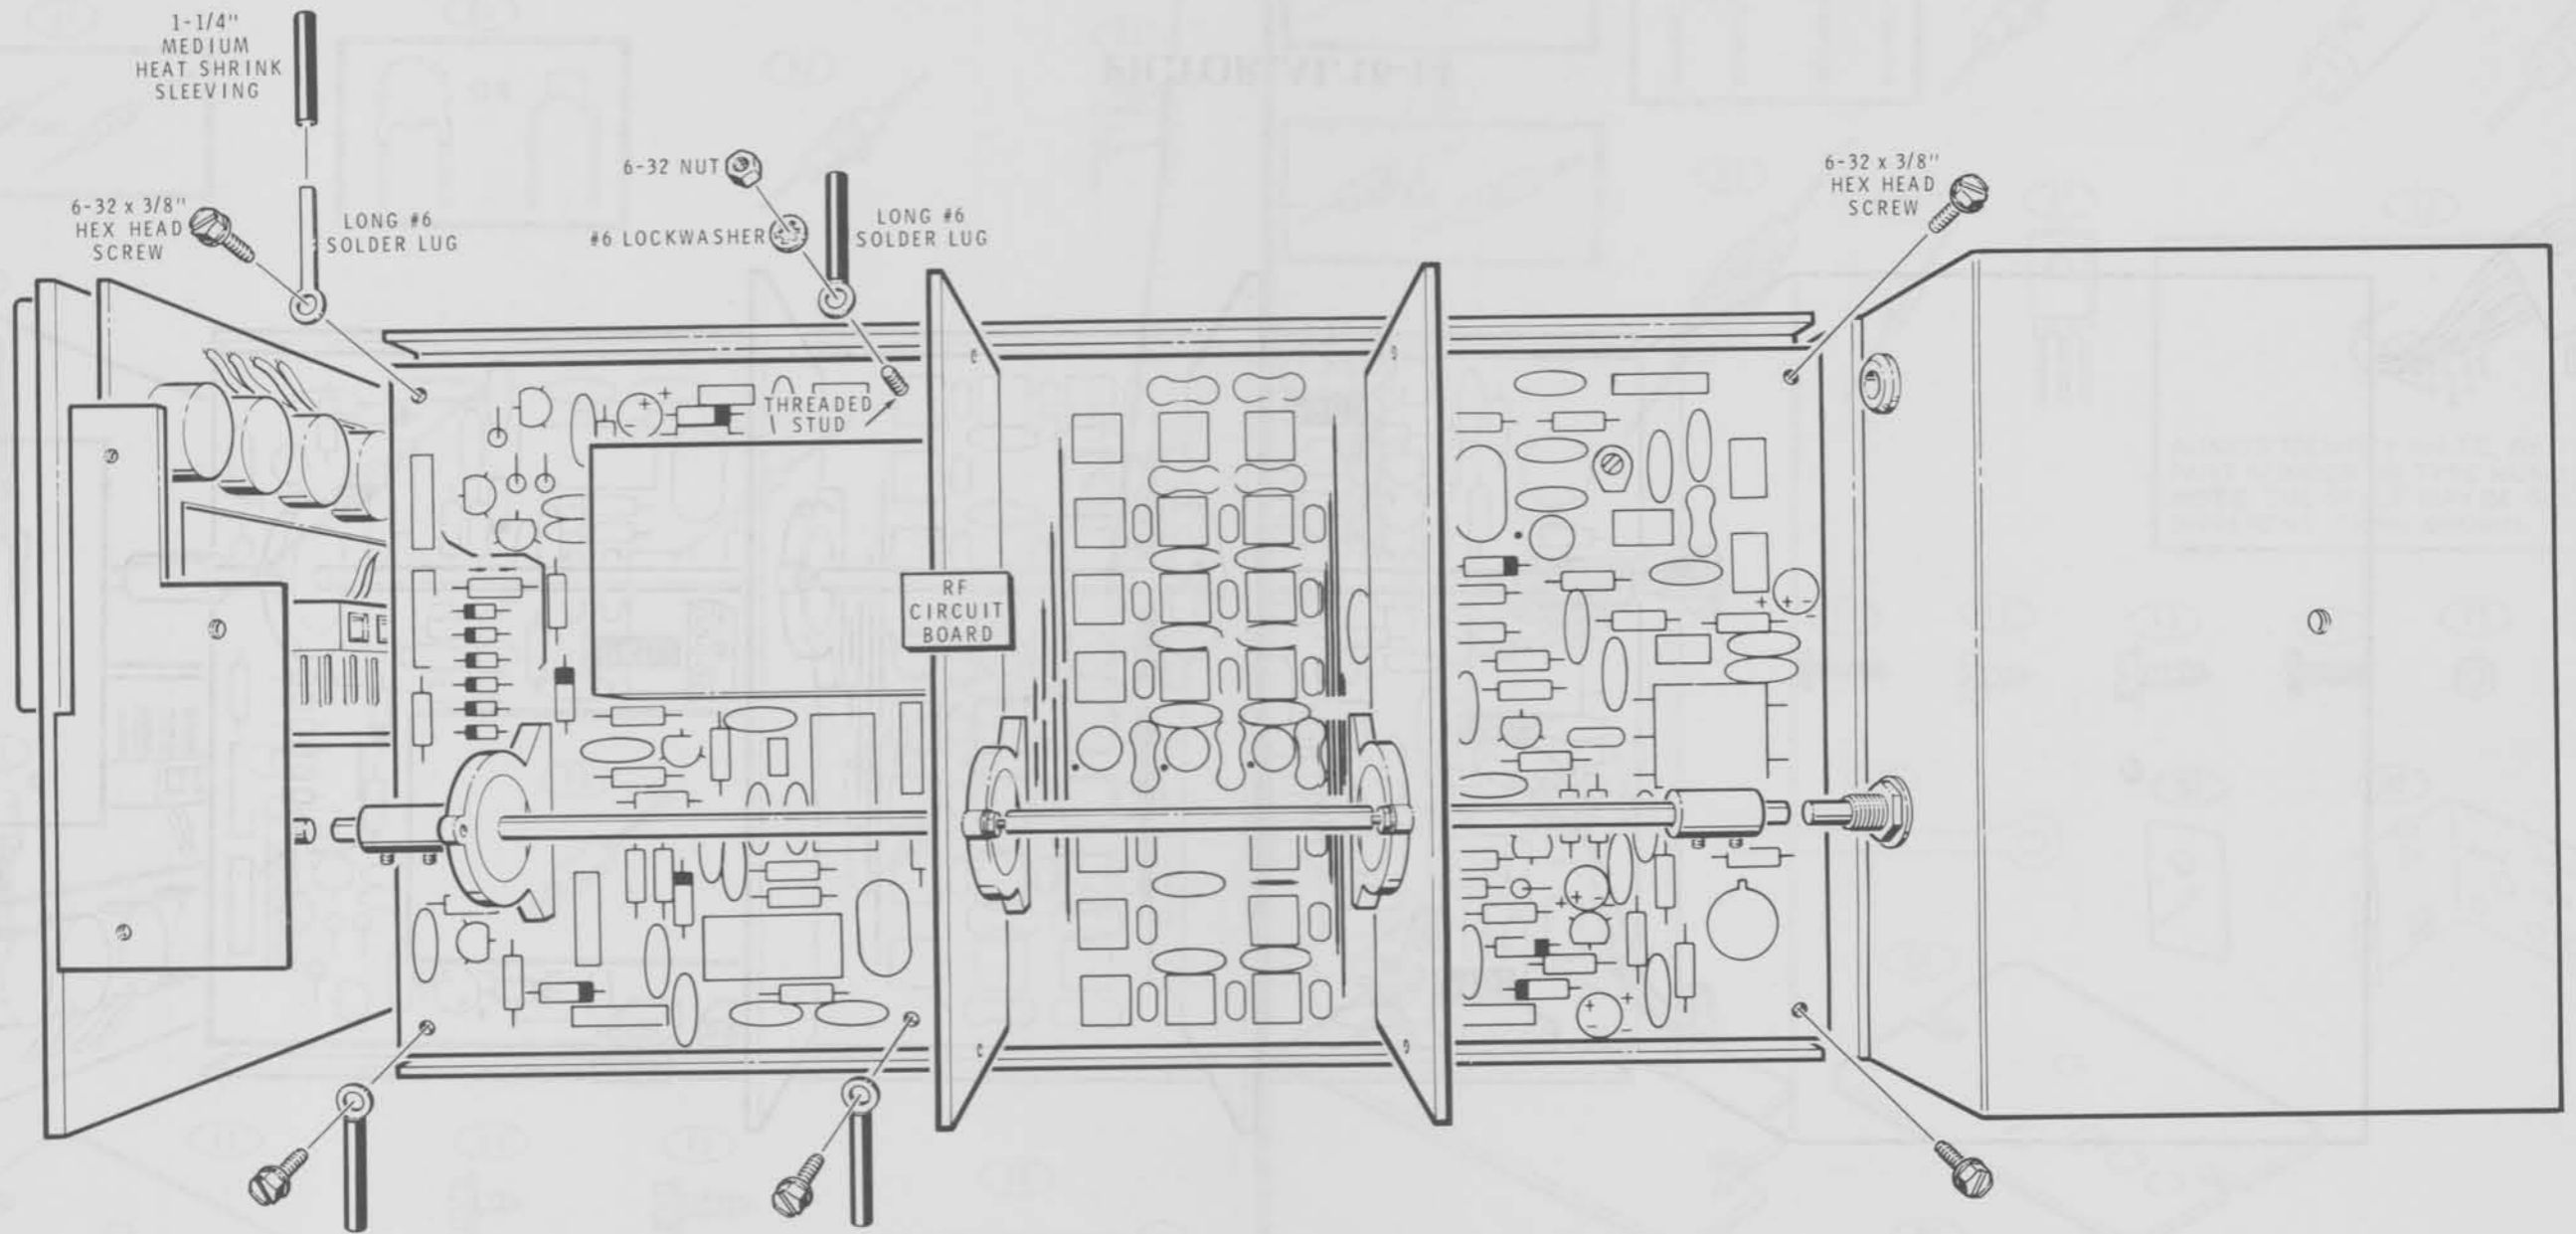 1-1/4"
MEDIUM
HEAT SHRINK
SLEEVING
6-32 x 3/8"
HEX HEAD
SCREW
LONG #6
SOLDER LUG
6-32 NUT
#6 LOCKWASHER
LONG #6
SOLDER LUG
6-32 x 3/8"
HEX HEAD
SCREW
THREADED
STUD
RF
CIRCUIT
BOARD